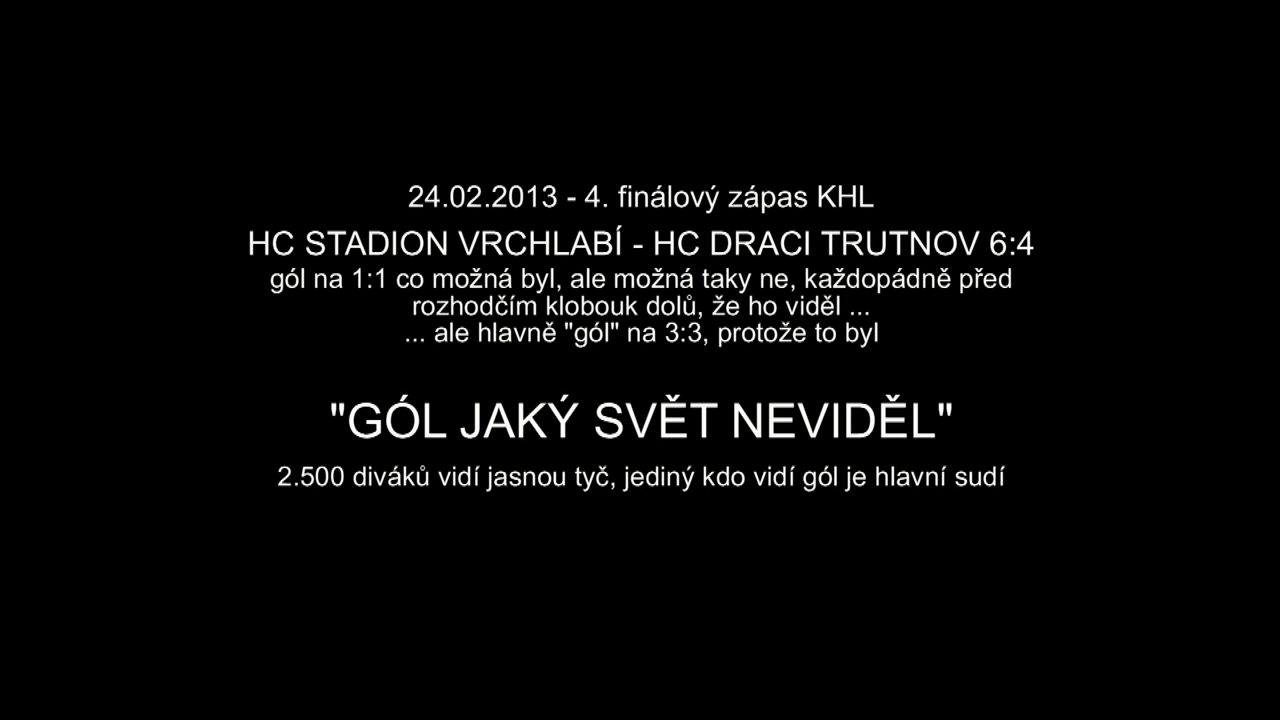 24.02.2013 - 4. finálový zápas KHL
HC STADION VRCHLABÍ - HC DRACI TRUTNOV 6:4
gól na 1:1 co možná byl, ale možná taky ne, každopádně před
rozhodčím klobouk dolů, že ho viděl ...
... ale hlavně "gól" na 3:3, protože to byl
"GÓL JAKÝ SVĚT NEVIDĚL"
2.500 diváků vidí jasnou tyč, jediný kdo vidí gól je hlavní sudí